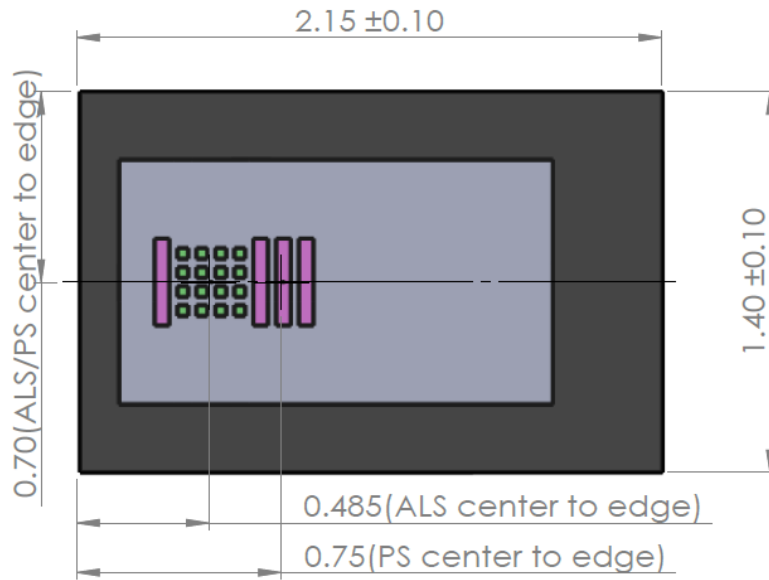 2.15 ±0.10
0.70(ALS/PS center to edge)
1.40 ±0.10
0.485(ALS center to edge)
0.75(PS center to edge)